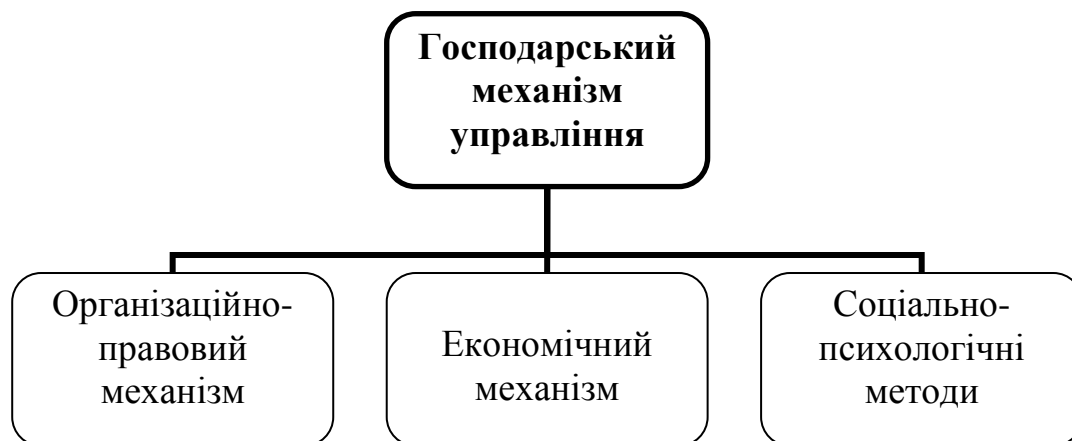 Господарський
механізм
управління
Організаційно-
правовий
механізм
Економічний
механізм
Соціально-
психологічні
методи